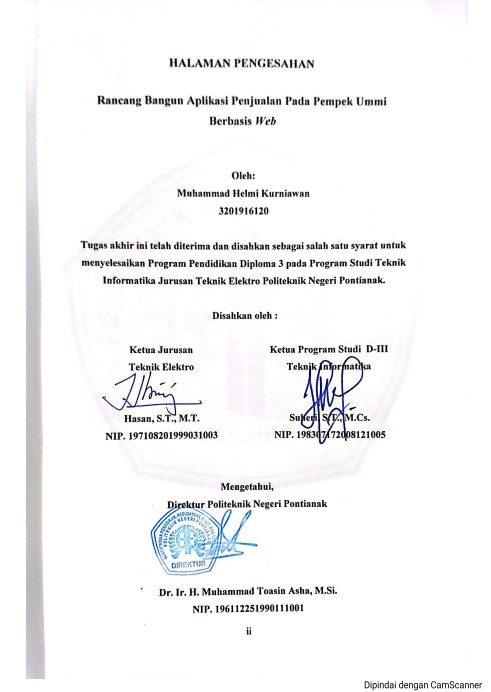 HALAMAN PENGESAHAN
Rancang Bangun Aplikasi Penjualan Pada Pempek Ummi
Berbasis Web
Oleh:
Muhammad Helmi Kurniawan
3201916120
Tugas akhir ini telah diterima dan disahkan sebagai salah satu syarat untuk
menyelesaikan Program Pendidikan Diploma 3 pada Program Studi Teknik
Informatika Jurusan Teknik Elektro Politeknik Negeri Pontianak.
Disahkan oleh :
Ketua Jurusan
Teknik Elektro
Hasan, S.T., M.T.
NIP. 197108201999031003
Ketua Program Studi D-III
Teknik Informatika
S.T., M.Cs.
NIP. 198307172008121005
Mengetahui,
Direktur Politeknik Negeri Pontianak
POLITEKNIK NEGERI PONTIANAK
DIREKTUR
Dr. Ir. H. Muhammad Toasin Asha, M.Si.
NIP. 196112251990111001
ii
Dipindai dengan CamScanner